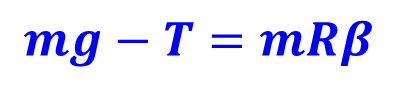 mg − T = mRβ